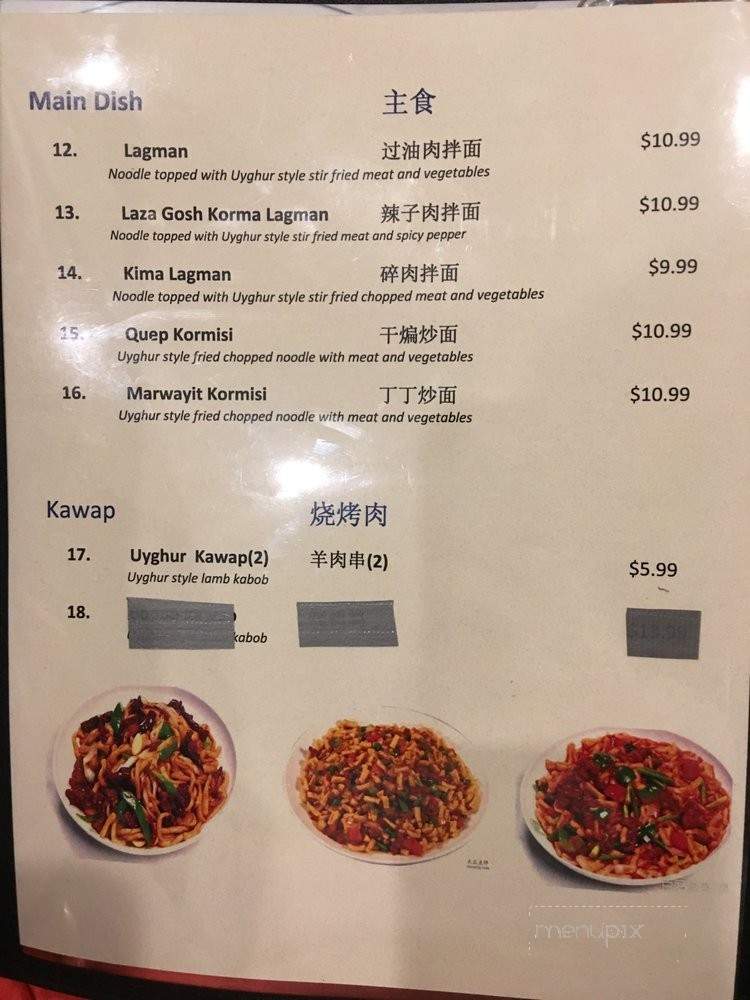 Main Dish 主食
12. Lagman 过油肉拌面 $10.99
Noodle topped with Uyghur style stir fried meat and vegetables
13. Laza Gosh Korma Lagman 辣子肉拌面 $10.99
Noodle topped with Uyghur style stir fried meat and spicy pepper
14. Kima Lagman 碎肉拌面 $9.99
Noodle topped with Uyghur style stir fried chopped meat and vegetables
15. Quep Kormisi 干煸炒面 $10.99
Uyghur style fried chopped noodle with meat and vegetables
16. Marwayit Kormisi 丁丁炒面 $10.99
Uyghur style fried chopped noodle with meat and vegetables
Kawap 烧烤肉
17. Uyghur Kawap(2) 羊肉串(2) $5.99
Uyghur style lamb kabob
18.
kabob
menupix